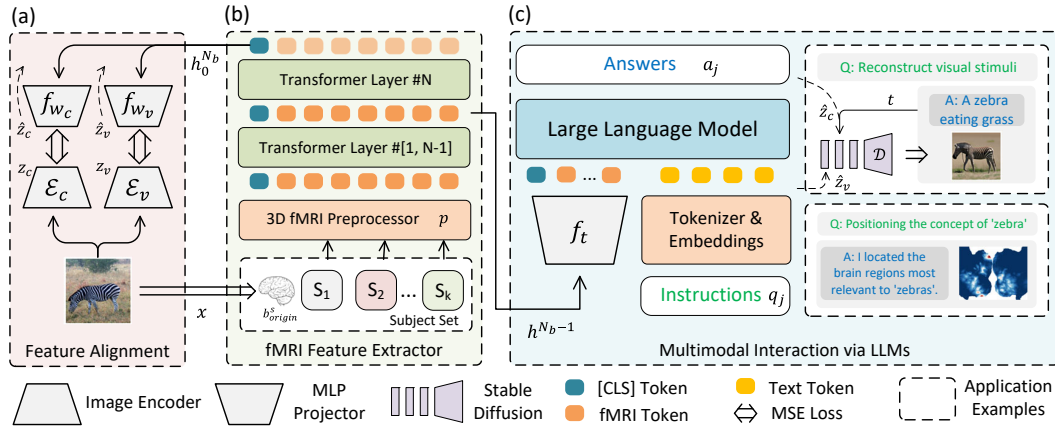 (a)
h_0^{N_b}
f_{w_c}
f_{w_v}
ẑ_c
ẑ_v
z_c
z_v
ℰ_c
ℰ_v
x
Feature Alignment
(b)
Transformer Layer #N
Transformer Layer #[1, N-1]
3D fMRI Preprocessor p
b_{origin}^s
S_1
S_2
...
S_k
Subject Set
fMRI Feature Extractor
(c)
Answers a_j
Large Language Model
...
f_t
Tokenizer &
Embeddings
Instructions q_j
h^{N_b−1}
Multimodal Interaction via LLMs
Q: Reconstruct visual stimuli
t
A: A zebra
eating grass
ẑ_c
𝒟
ẑ_v
Q: Positioning the concept of 'zebra'
A: I located the
brain regions most
relevant to 'zebras'.
Image Encoder
MLP
Projector
Stable
Diffusion
[CLS] Token
fMRI Token
Text Token
MSE Loss
Application
Examples